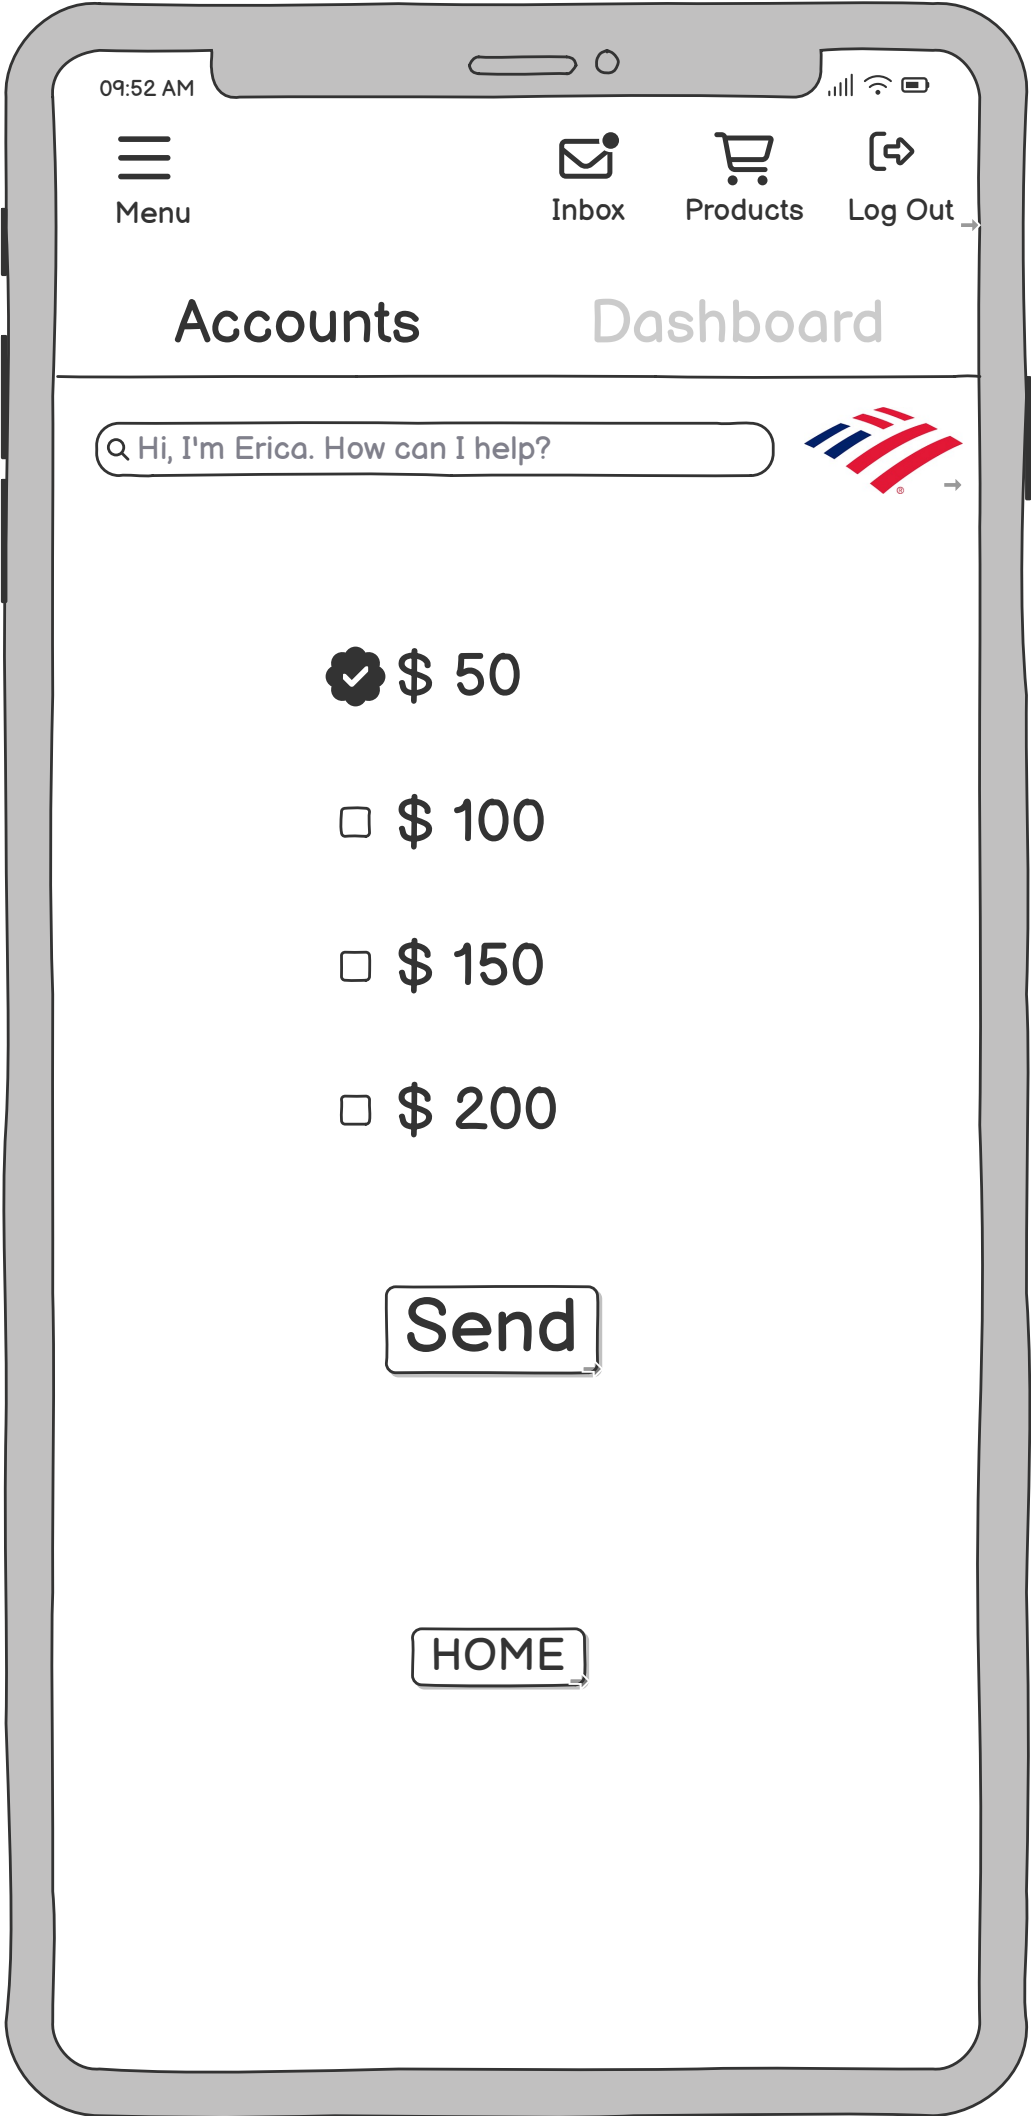 09:52 AM
Menu
Inbox
Products
Log Out
Accounts
Dashboard
Hi, I'm Erica. How can I help?
®
$ 50
$ 100
$ 150
$ 200
Send
HOME